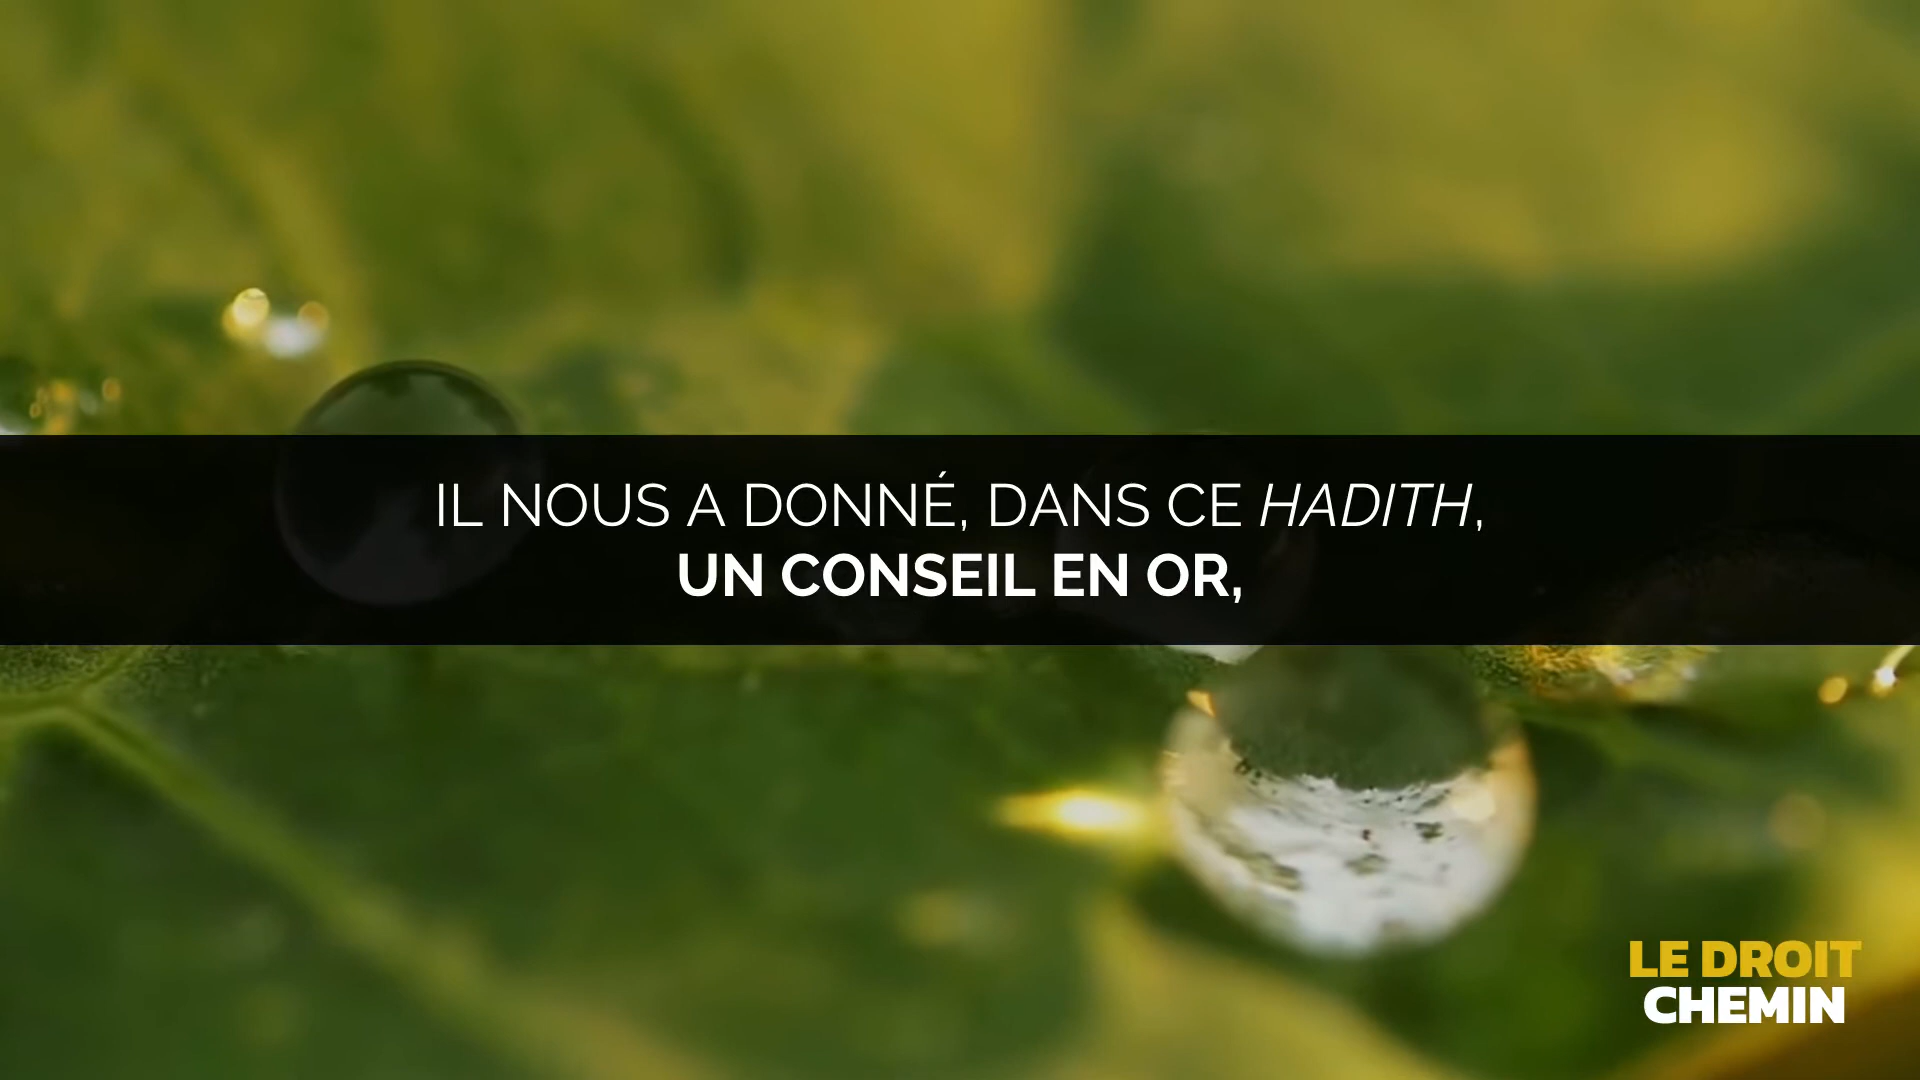 IL NOUS A DONNÉ, DANS CE HADITH,
UN CONSEIL EN OR,
LE DROIT
CHEMIN